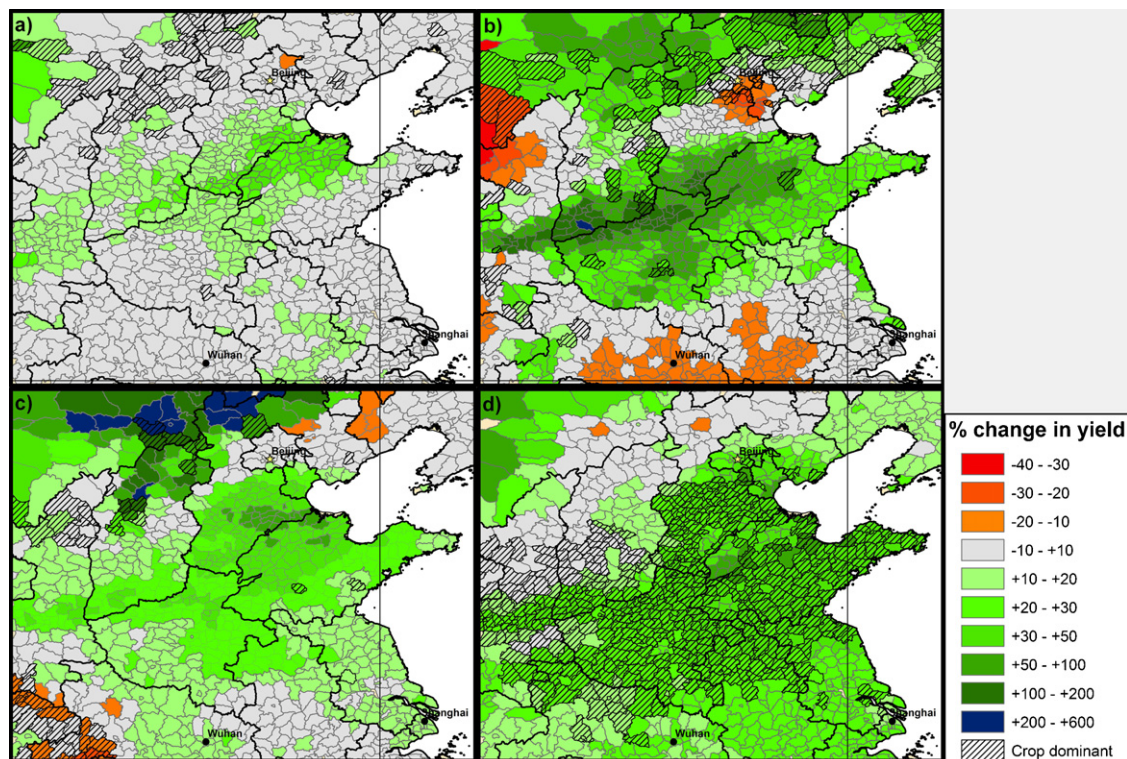 a)
Beijing
Shanghai
Wuhan
b)
Beijing
Shanghai
Wuhan
c)
Beijing
Shanghai
Wuhan
d)
Beijing
Shanghai
Wuhan
% change in yield
-40 - -30
-30 - -20
-20 - -10
-10 - +10
+10 - +20
+20 - +30
+30 - +50
+50 - +100
+100 - +200
+200 - +600
Crop dominant